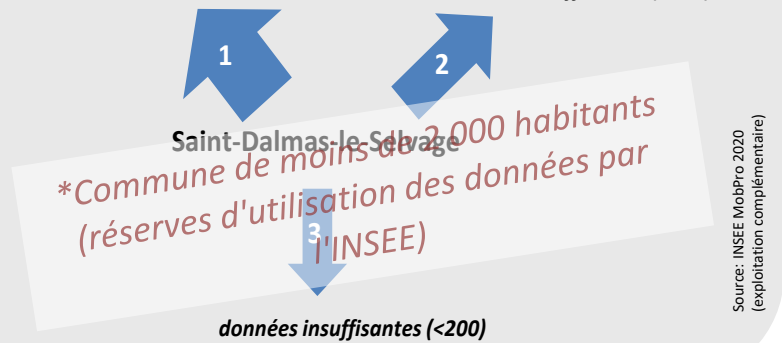 1
2
Saint-Dalmas-le-Selvage
*Commune de moins de 2 000 habitants
(réserves d'utilisation des données par
l'INSEE)
3
données insuffisantes (<200)
Source: INSEE MobPro 2020
(exploitation complémentaire)